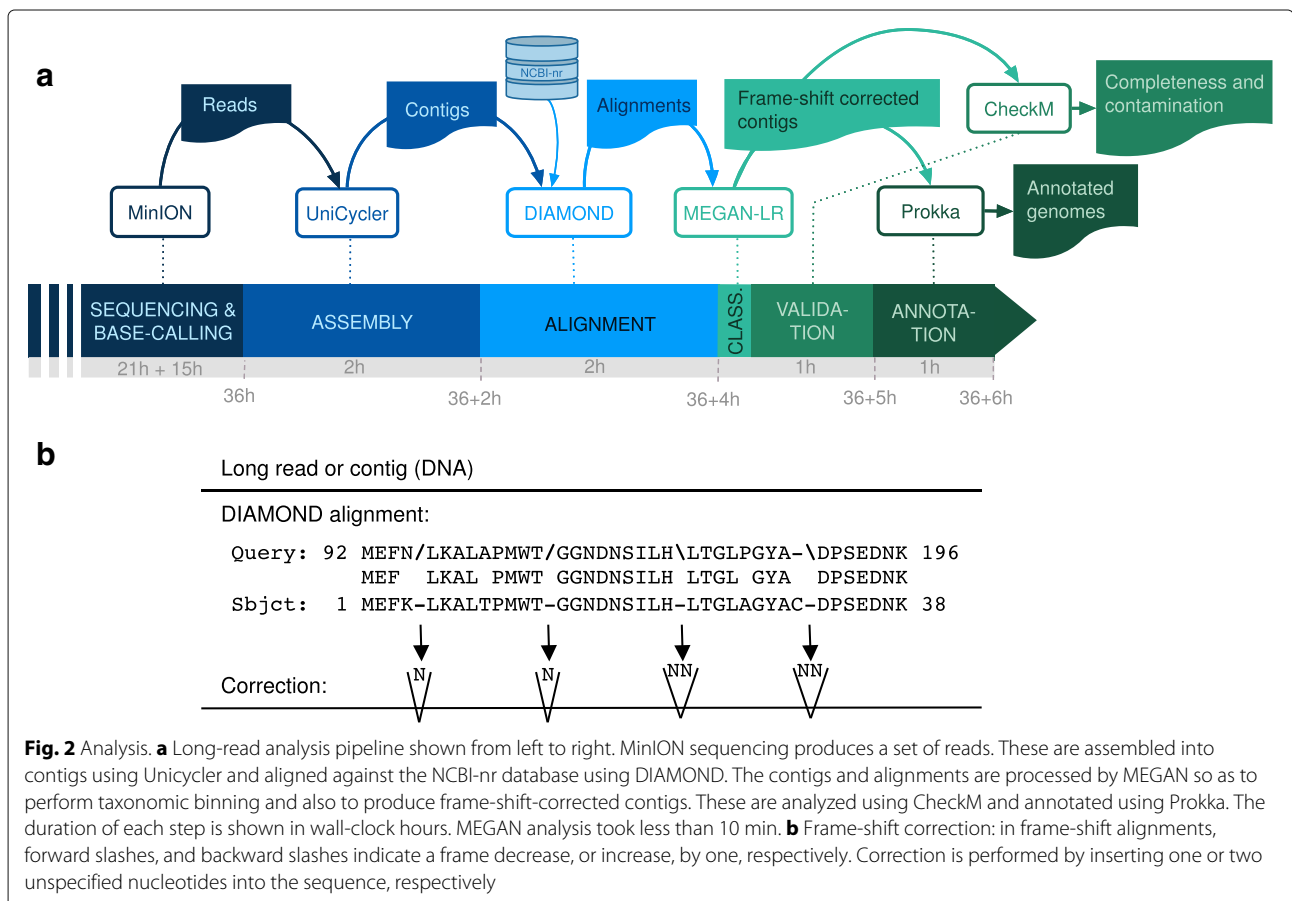 a
NCBI-nr
Reads
Contigs
Alignments
Frame-shift corrected
contigs
CheckM
Completeness and
contamination
MinION
UniCycler
DIAMOND
MEGAN-LR
Prokka
Annotated
genomes
SEQUENCING &
BASE-CALLING
ASSEMBLY
ALIGNMENT
CLASS.
VALIDA-
TION
ANNOTA-
TION
21h + 15h
2h
2h
1h
1h
36h
36+2h
36+4h
36+5h
36+6h
b
Long read or contig (DNA)
DIAMOND alignment:
Query: 92 MEFN/LKALAPMWT/GGNDNSILH\LTGLPGYA-\DPSEDNK 196
MEF  LKAL PMWT GGNDNSILH LTGL GYA  DPSEDNK
Sbjct: 1 MEFK-LKALTPMWT-GGNDNSILH-LTGLAGYAC-DPSEDNK 38
N N NN NN
Correction:
Fig. 2 Analysis. a Long-read analysis pipeline shown from left to right. MinION sequencing produces a set of reads. These are assembled into
contigs using Unicycler and aligned against the NCBI-nr database using DIAMOND. The contigs and alignments are processed by MEGAN so as to
perform taxonomic binning and also to produce frame-shift-corrected contigs. These are analyzed using CheckM and annotated using Prokka. The
duration of each step is shown in wall-clock hours. MEGAN analysis took less than 10 min. b Frame-shift correction: in frame-shift alignments,
forward slashes, and backward slashes indicate a frame decrease, or increase, by one, respectively. Correction is performed by inserting one or two
unspecified nucleotides into the sequence, respectively